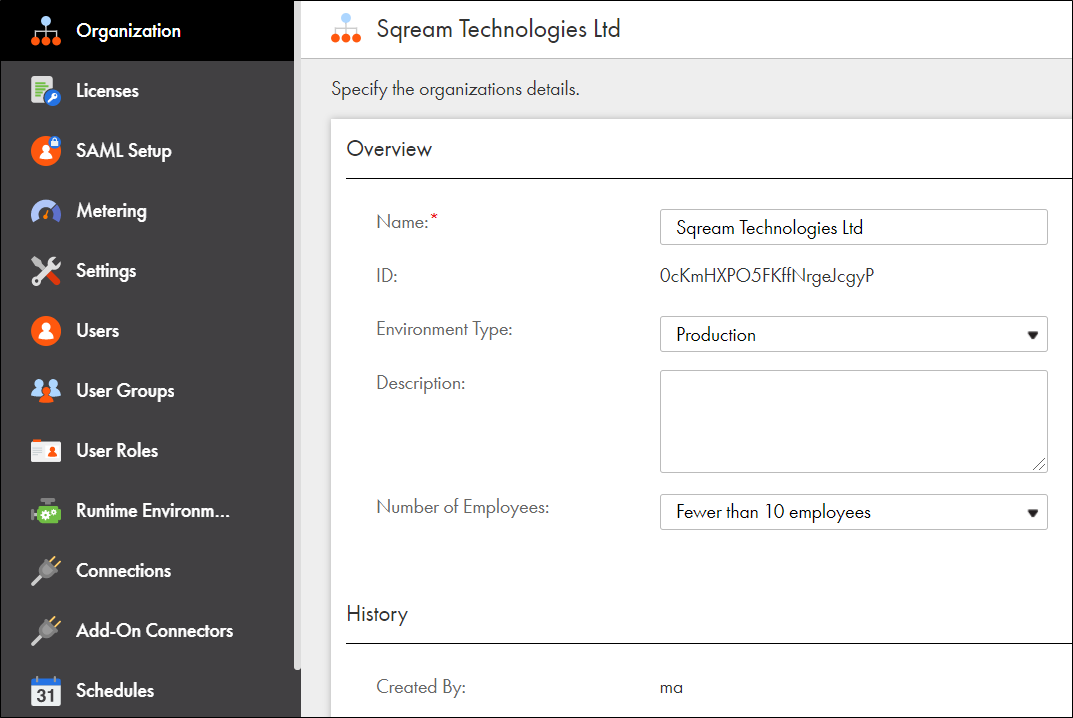 Organization
Licenses
SAML Setup
Metering
Settings
Users
User Groups
User Roles
Runtime Environm...
Connections
Add-On Connectors
31
Schedules
Sqream Technologies Ltd
Specify the organizations details.
Overview
Name:*
Sqream Technologies Ltd
ID:
0cKmHXPO5FKffNrgeJcgyP
Environment Type:
Production
Description:
Number of Employees:
Fewer than 10 employees
History
Created By:
ma